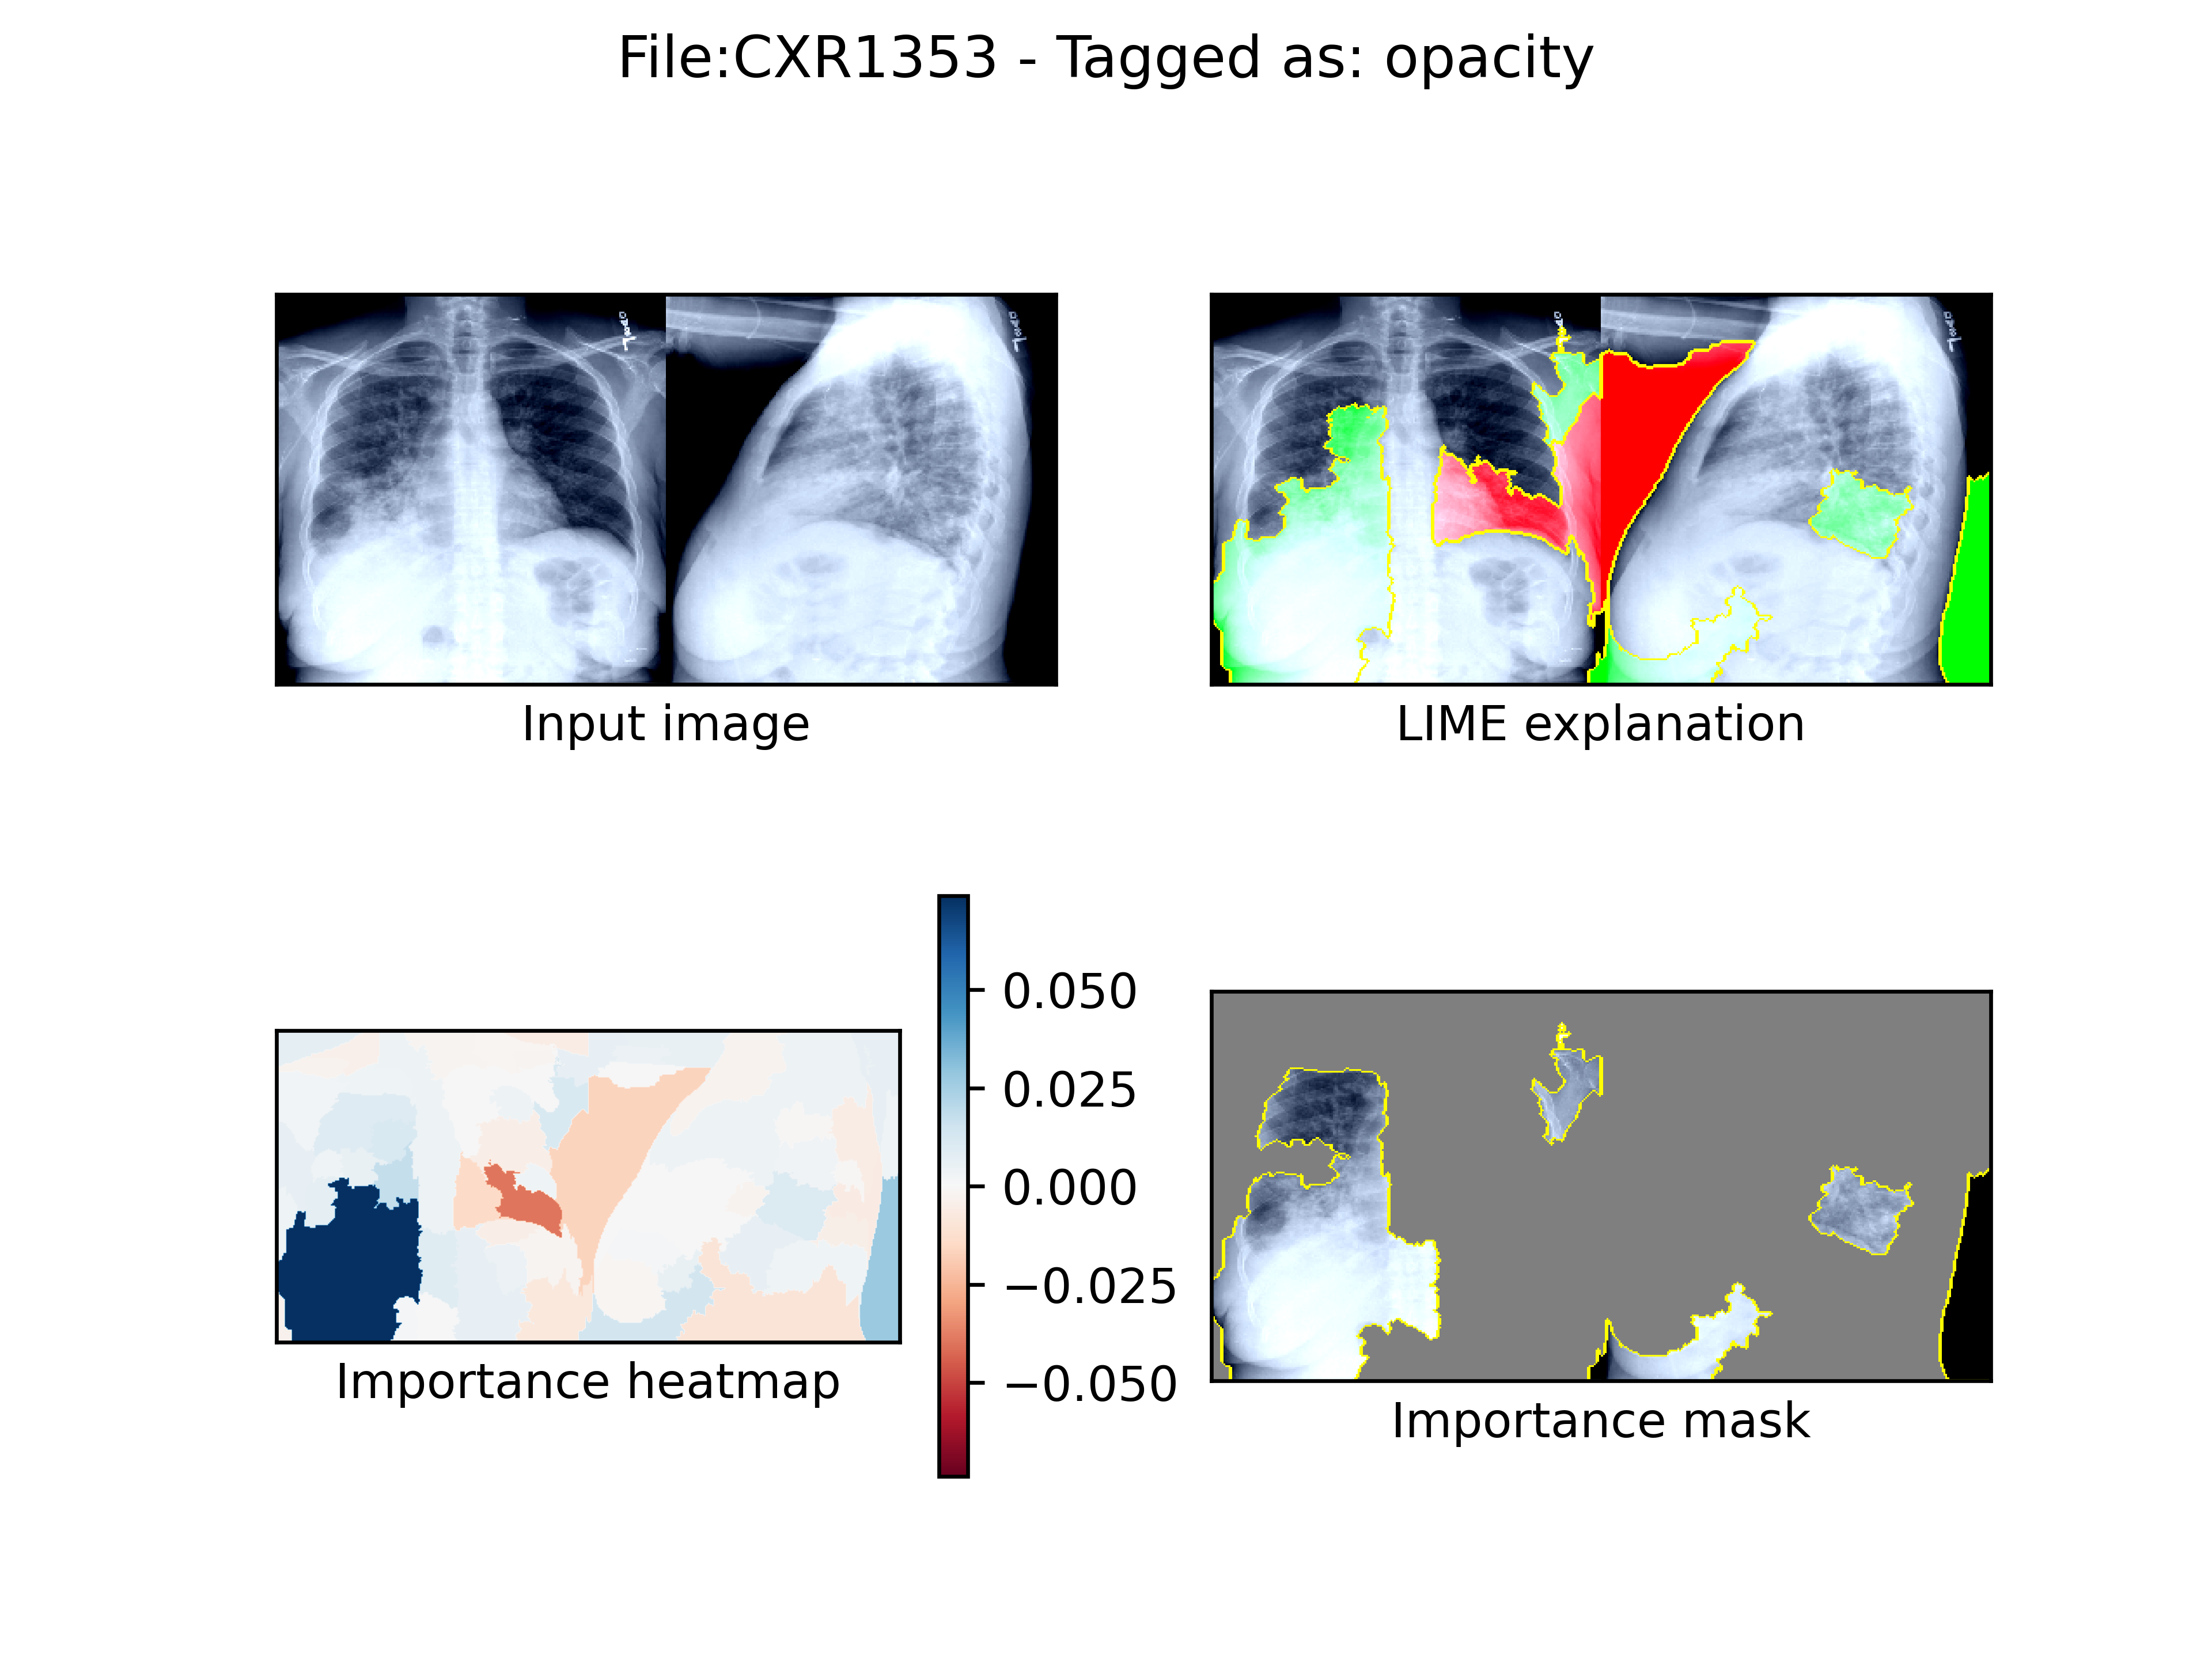 File:CXR1353 - Tagged as: opacity
Input image
LIME explanation
0.050
0.025
0.000
−0.025
−0.050
Importance heatmap
Importance mask